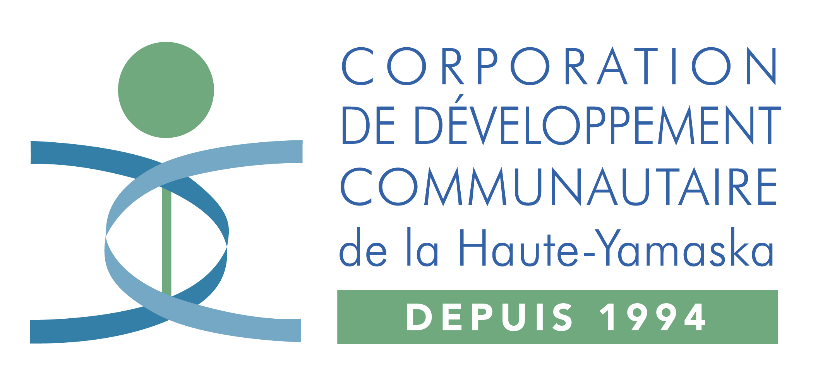 CORPORATION
DE DÉVELOPPEMENT
COMMUNAUTAIRE
de la Haute-Yamaska
DEPUIS 1994